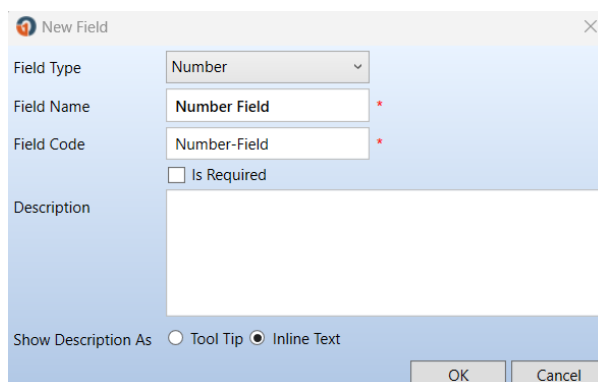 New Field
Field Type Number
Field Name Number Field *
Field Code Number-Field *
Is Required
Description
Show Description As Tool Tip Inline Text
OK Cancel